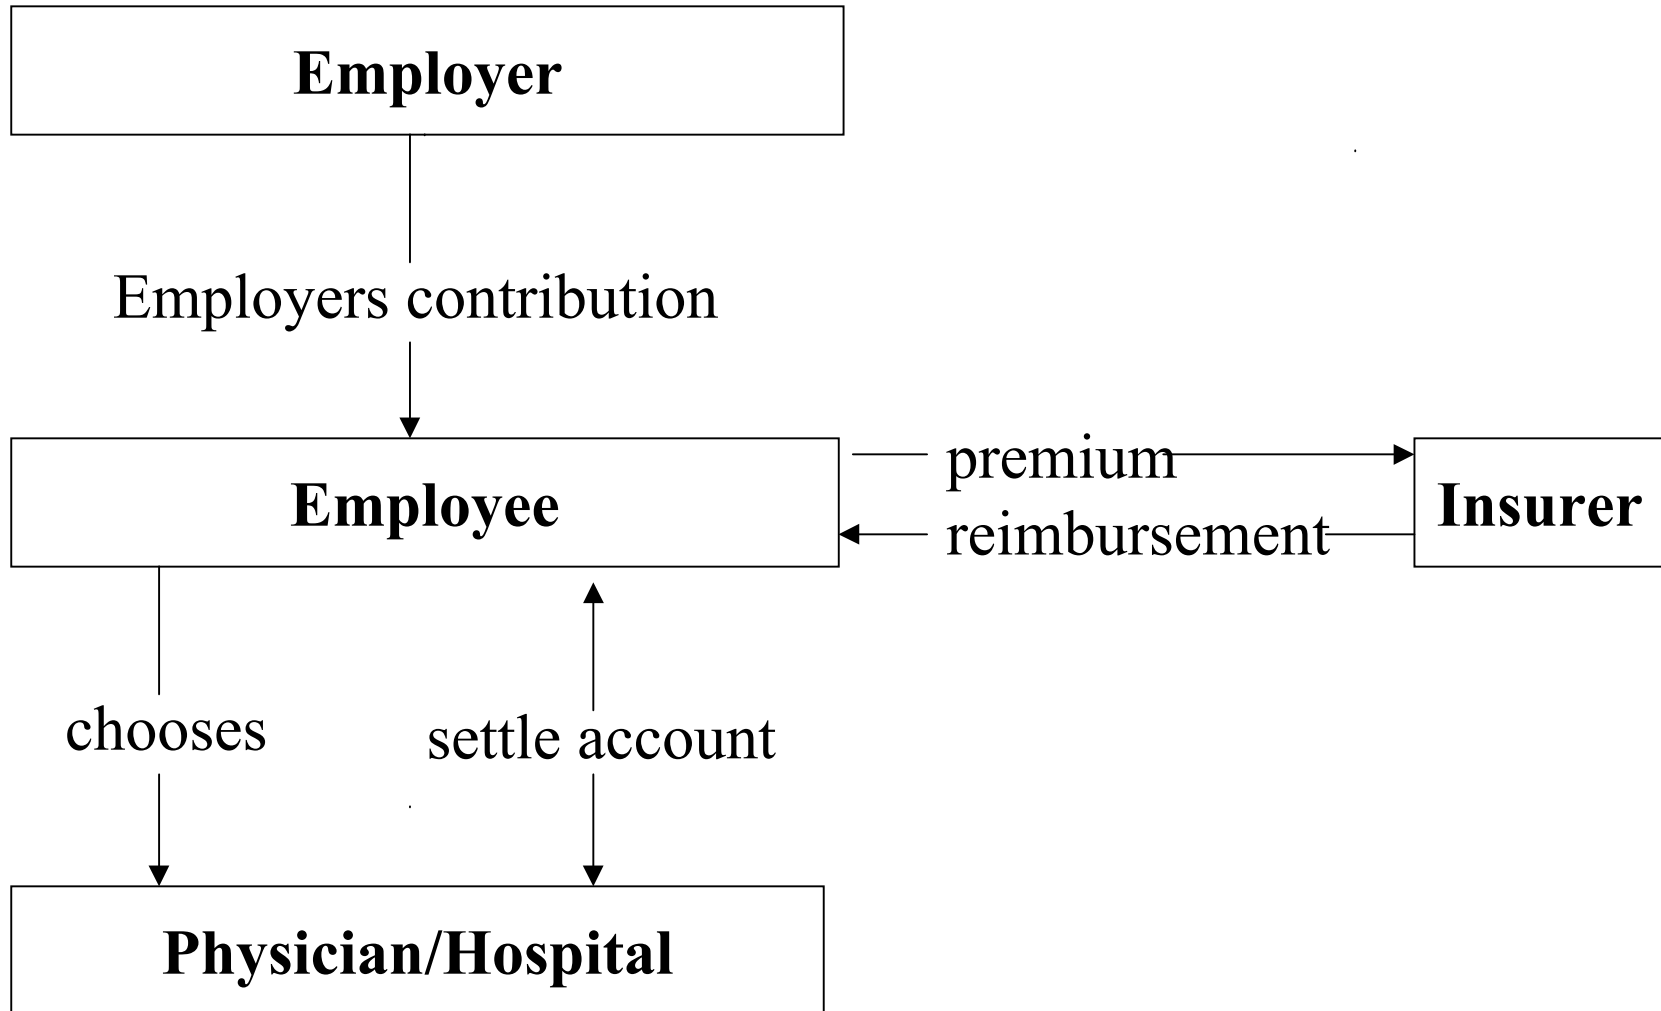 Employer
Employers contribution
premium
Employee
Insurer
reimbursement
chooses
settle account
Physician/Hospital